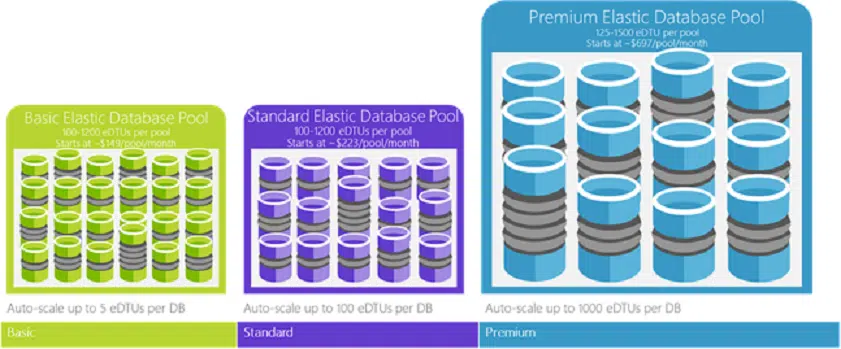 Basic Elastic Database Pool
100-1200 eDTUs per pool
Starts at ~$149/pool/month
Standard Elastic Database Pool
100-1200 eDTUs per pool
Starts at ~$223/pool/month
Premium Elastic Database Pool
125-1500 eDTU per pool
Starts at ~$697/pool/month
Auto-scale up to 5 eDTUs per DB
Auto-scale up to 100 eDTUs per DB
Auto-scale up to 1000 eDTUs per DB
Basic
Standard
Premium